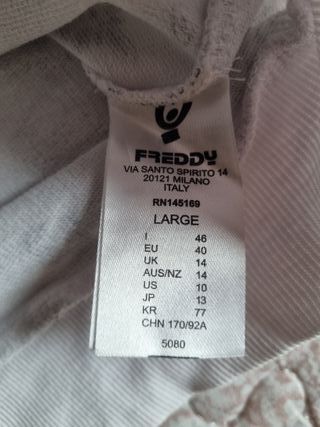 FREDDY
VIA SANTO SPIRITO 14
20121 MILANO
ITALY
RN145169
LARGE
I 46
EU 40
UK 14
AUS/NZ 14
US 10
JP 13
KR 77
CHN 170/92A
5080